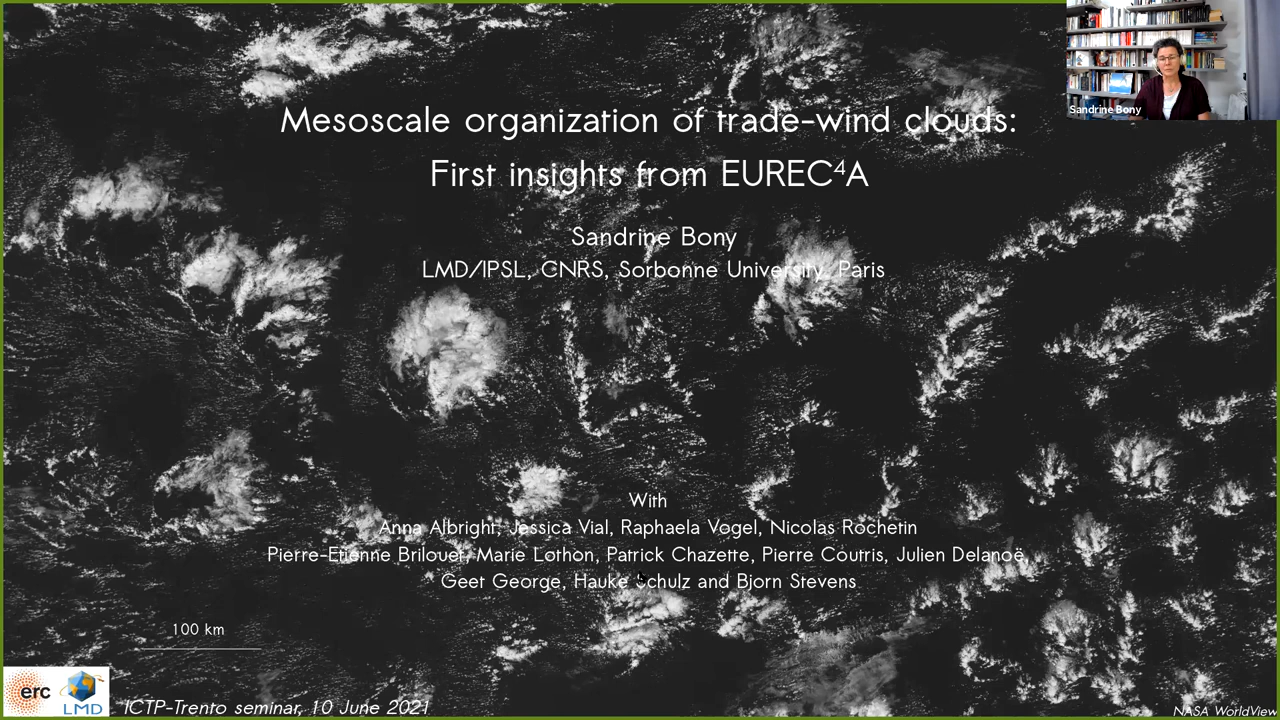 Sandrine Bony
Mesoscale organization of trade-wind clouds:
First insights from EUREC⁴A
Sandrine Bony
LMD/IPSL, CNRS, Sorbonne University, Paris
With
Anna Albright, Jessica Vial, Raphaela Vogel, Nicolas Rochetin
Pierre-Etienne Brilouet, Marie Lothon, Patrick Chazette, Pierre Coutris, Julien Delanoë
Geet George, Hauke Schulz and Bjorn Stevens
100 km
erc
LMD
ICTP-Trento seminar, 10 June 2021
NASA WorldView